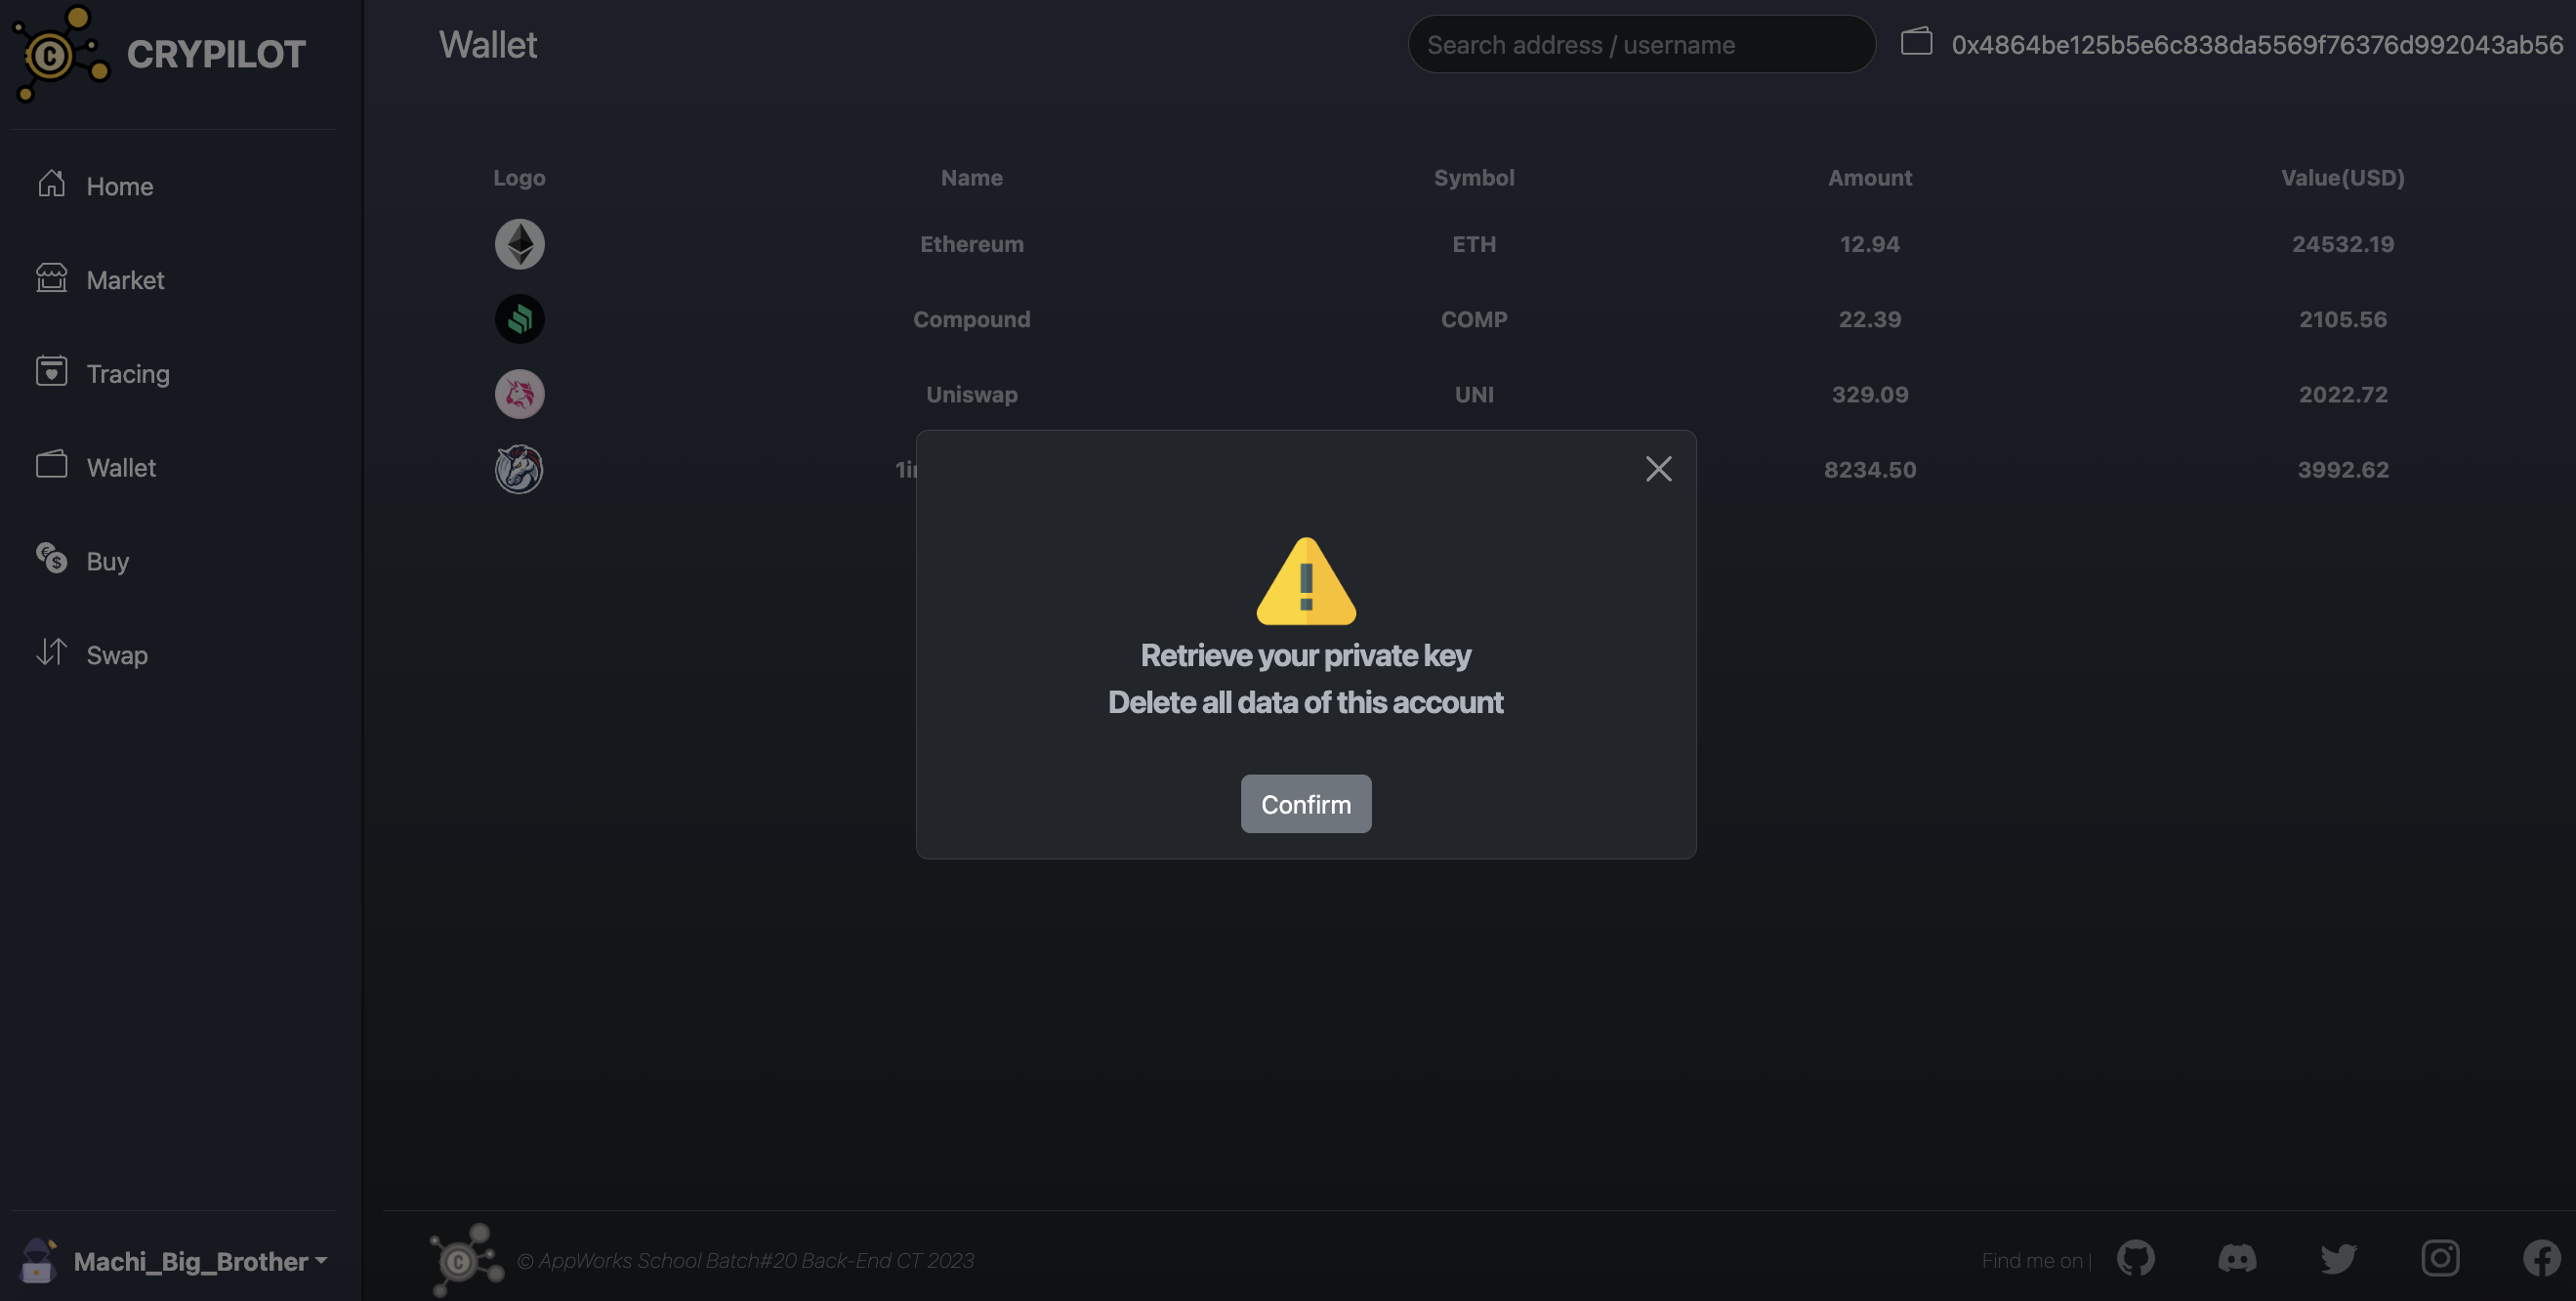 CRYPILOT
Wallet
Search address / username
0x4864be125b5e6c838da5569f76376d992043ab56
Home
Market
Tracing
Wallet
Buy
Swap
Logo Name Symbol Amount Value(USD)
Ethereum ETH 12.94 24532.19
Compound COMP 22.39 2105.56
Uniswap UNI 329.09 2022.72
8234.50 3992.62
Retrieve your private key
Delete all data of this account
Confirm
Machi_Big_Brother
© AppWorks School Batch#20 Back-End CT 2023
Find me on |